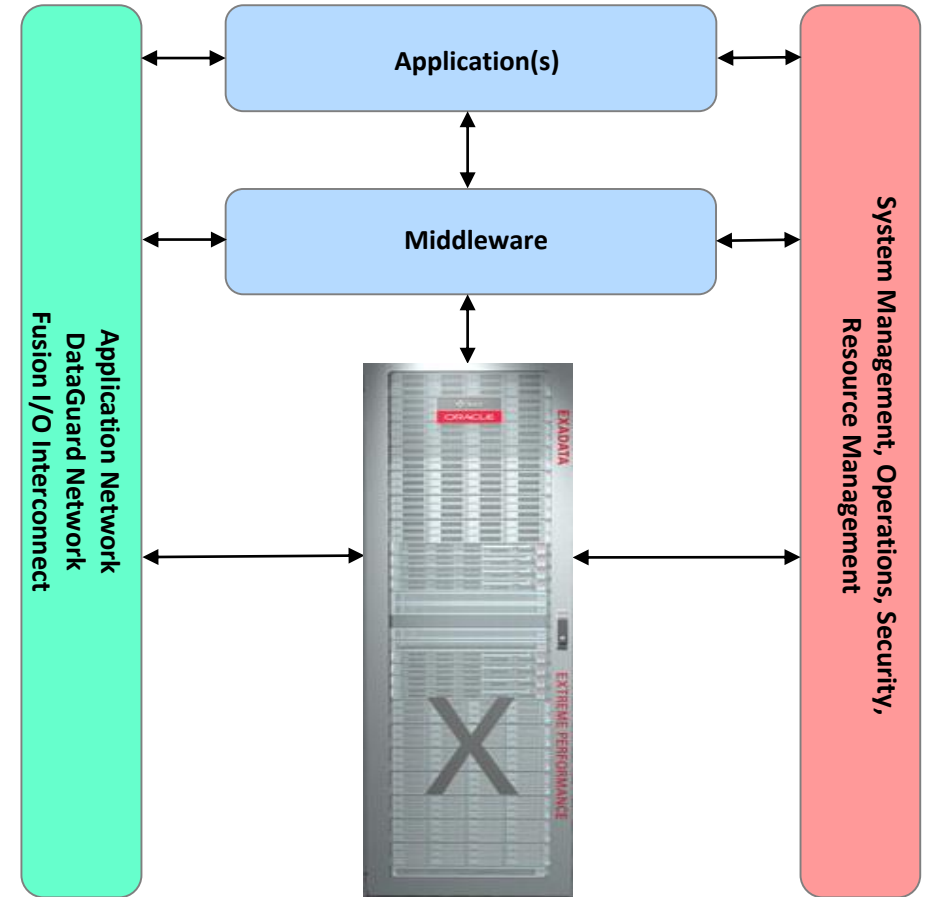 Application(s)
Middleware
Application Network
DataGuard Network
Fusion I/O Interconnect
ORACLE
EXADATA
X
EXTREME PERFORMANCE
System Management, Operations, Security,
Resource Management